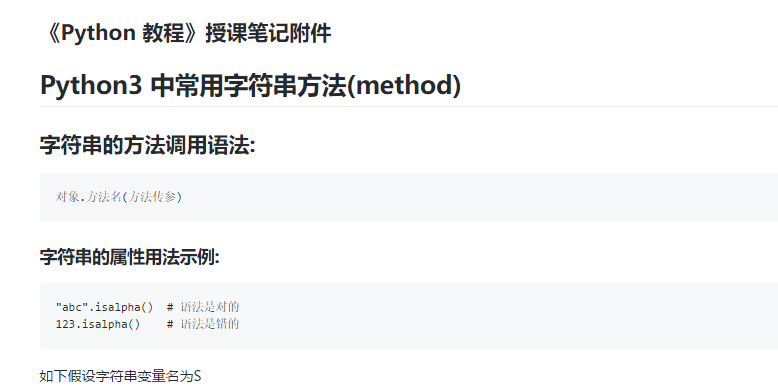 《Python 教程》授课笔记附件
Python3 中常用字符串方法(method)
字符串的方法调用语法:
对象.方法名(方法传参)
字符串的属性用法示例:
"abc".isalpha()  # 语法是对的
123.isalpha()    # 语法是错的
如下假设字符串变量名为S